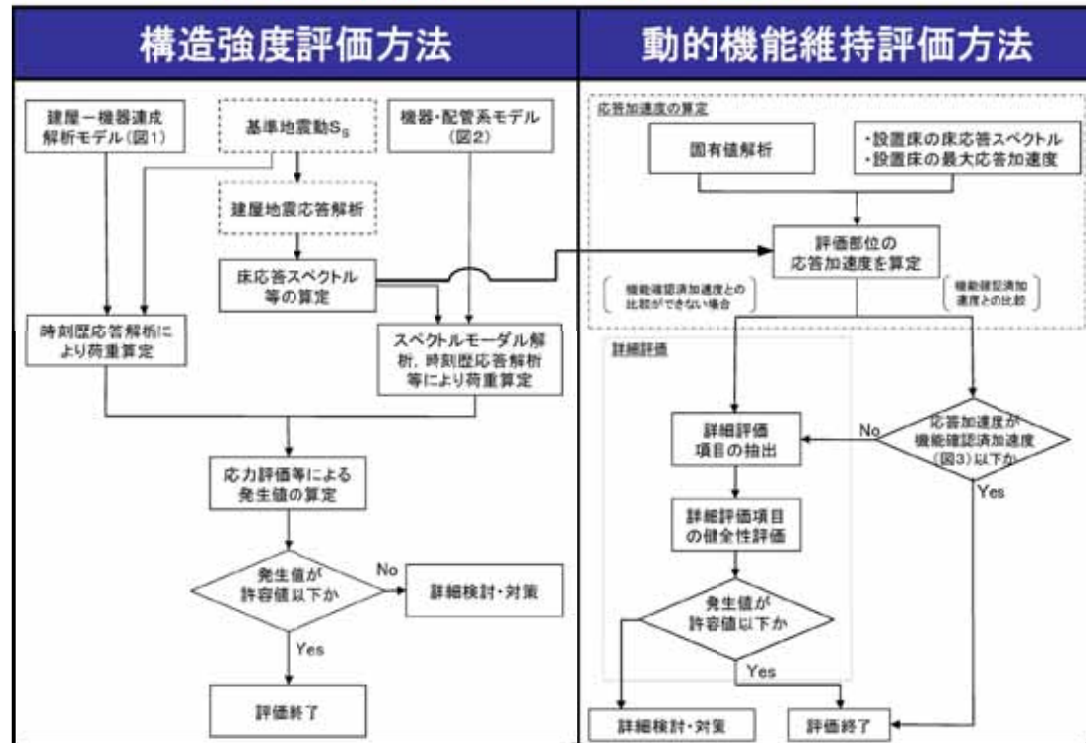 構造強度評価方法
建屋ー機器連成
解析モデル(図1)
基準地震動Ss
機器・配管系モデル
(図2)
建屋地震応答解析
床応答スペクトル
等の算定
時刻歴応答解析に
より荷重算定
スペクトルモーダル解
析,時刻歴応答解析
等により荷重算定
応力評価等による
発生値の算定
発生値が
許容値以下か
No
詳細検討・対策
Yes
評価終了
動的機能維持評価方法
応答加速度の算定
固有値解析
・設置床の床応答スペクトル
・設置床の最大応答加速度
評価部位の
応答加速度を算定
機能確認済加速度との
比較ができない場合
機能確認済加
速度との比較
詳細評価
詳細評価
項目の抽出
No
応答加速度が
機能確認済加速度
(図3)以下か
Yes
詳細評価項目
の健全性評価
発生値が
許容値以下か
Yes
詳細検討・対策
評価終了